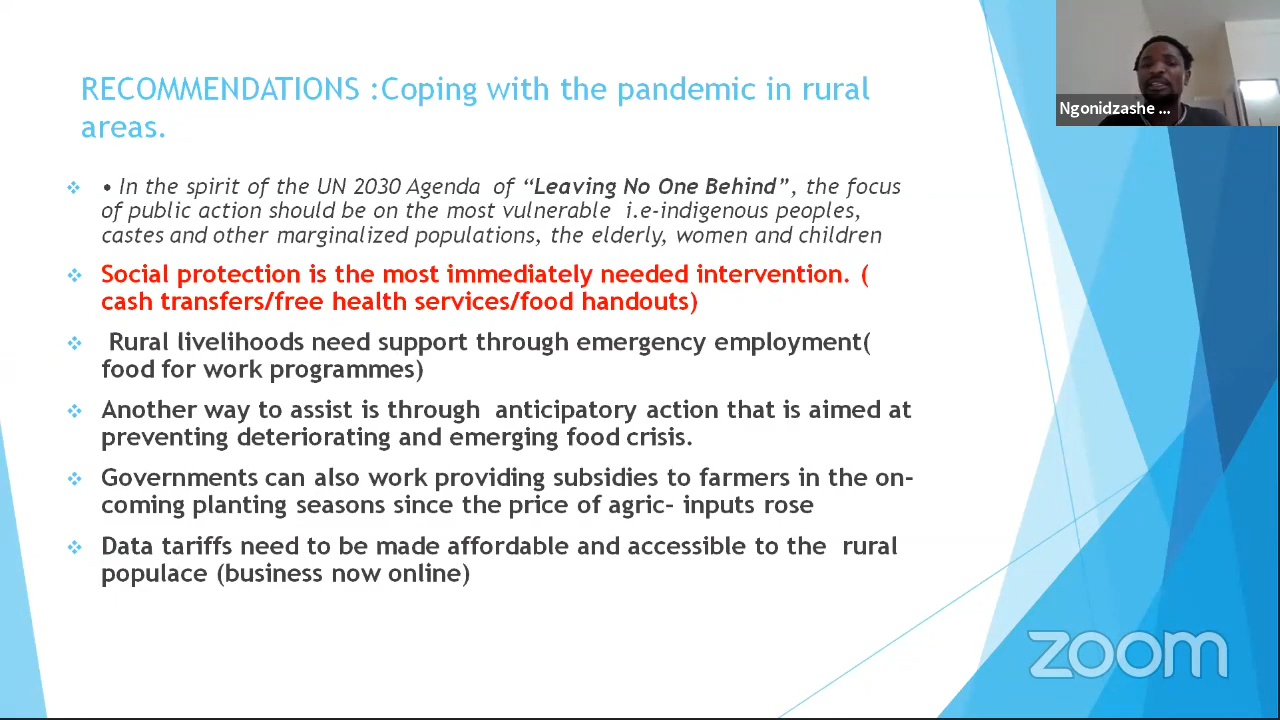 RECOMMENDATIONS :Coping with the pandemic in rural
areas.
Ngonidzashe ...
• In the spirit of the UN 2030 Agenda of “Leaving No One Behind”, the focus
of public action should be on the most vulnerable i.e-indigenous peoples,
castes and other marginalized populations, the elderly, women and children
Social protection is the most immediately needed intervention. (
cash transfers/free health services/food handouts)
Rural livelihoods need support through emergency employment(
food for work programmes)
Another way to assist is through anticipatory action that is aimed at
preventing deteriorating and emerging food crisis.
Governments can also work providing subsidies to farmers in the on-
coming planting seasons since the price of agric- inputs rose
Data tariffs need to be made affordable and accessible to the rural
populace (business now online)
zoom